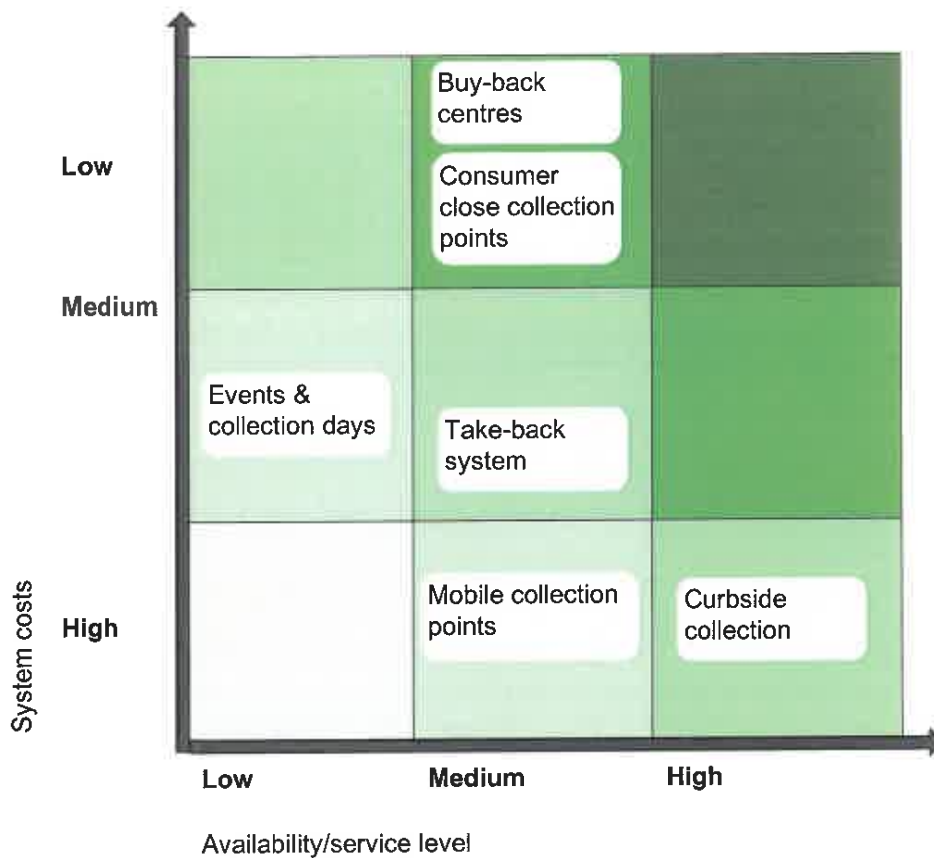 Buy-back
centres
Low
Consumer
close collection
points
Medium
Events &
collection days
Take-back
system
Mobile collection
points
Curbside
collection
High
System costs
Low
Medium
High
Availability/service level